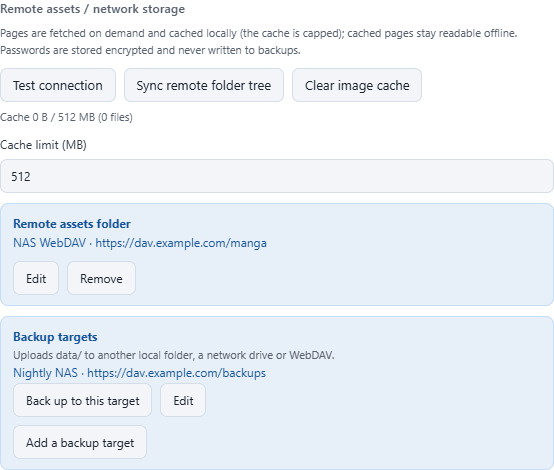 Remote assets / network storage
Pages are fetched on demand and cached locally (the cache is capped); cached pages stay readable offline.
Passwords are stored encrypted and never written to backups.
Test connection
Sync remote folder tree
Clear image cache
Cache 0 B / 512 MB (0 files)
Cache limit (MB)
512
Remote assets folder
NAS WebDAV · https://dav.example.com/manga
Edit
Remove
Backup targets
Uploads data/ to another local folder, a network drive or WebDAV.
Nightly NAS · https://dav.example.com/backups
Back up to this target
Edit
Add a backup target